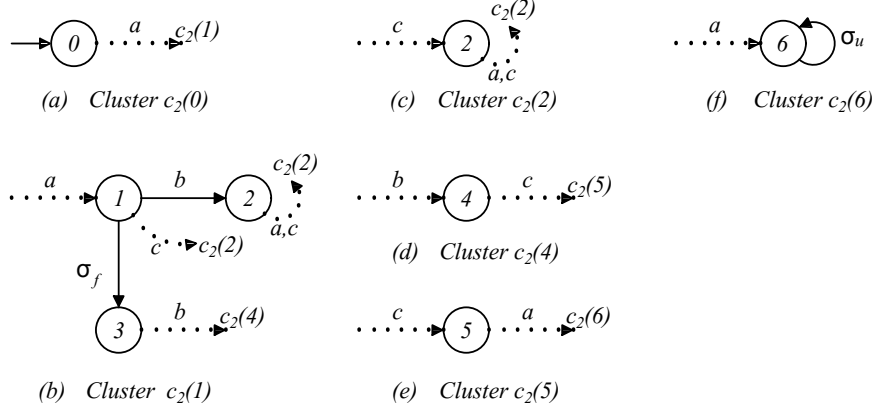 0 a c₂(1)
(a) Cluster c₂(0)
c 2 a,c c₂(2)
(c) Cluster c₂(2)
a 6 σᵤ
(f) Cluster c₂(6)
a 1 b 2 a,c c₂(2)
c c₂(2)
σ_f
3 b c₂(4)
(b) Cluster c₂(1)
b 4 c c₂(5)
(d) Cluster c₂(4)
c 5 a c₂(6)
(e) Cluster c₂(5)